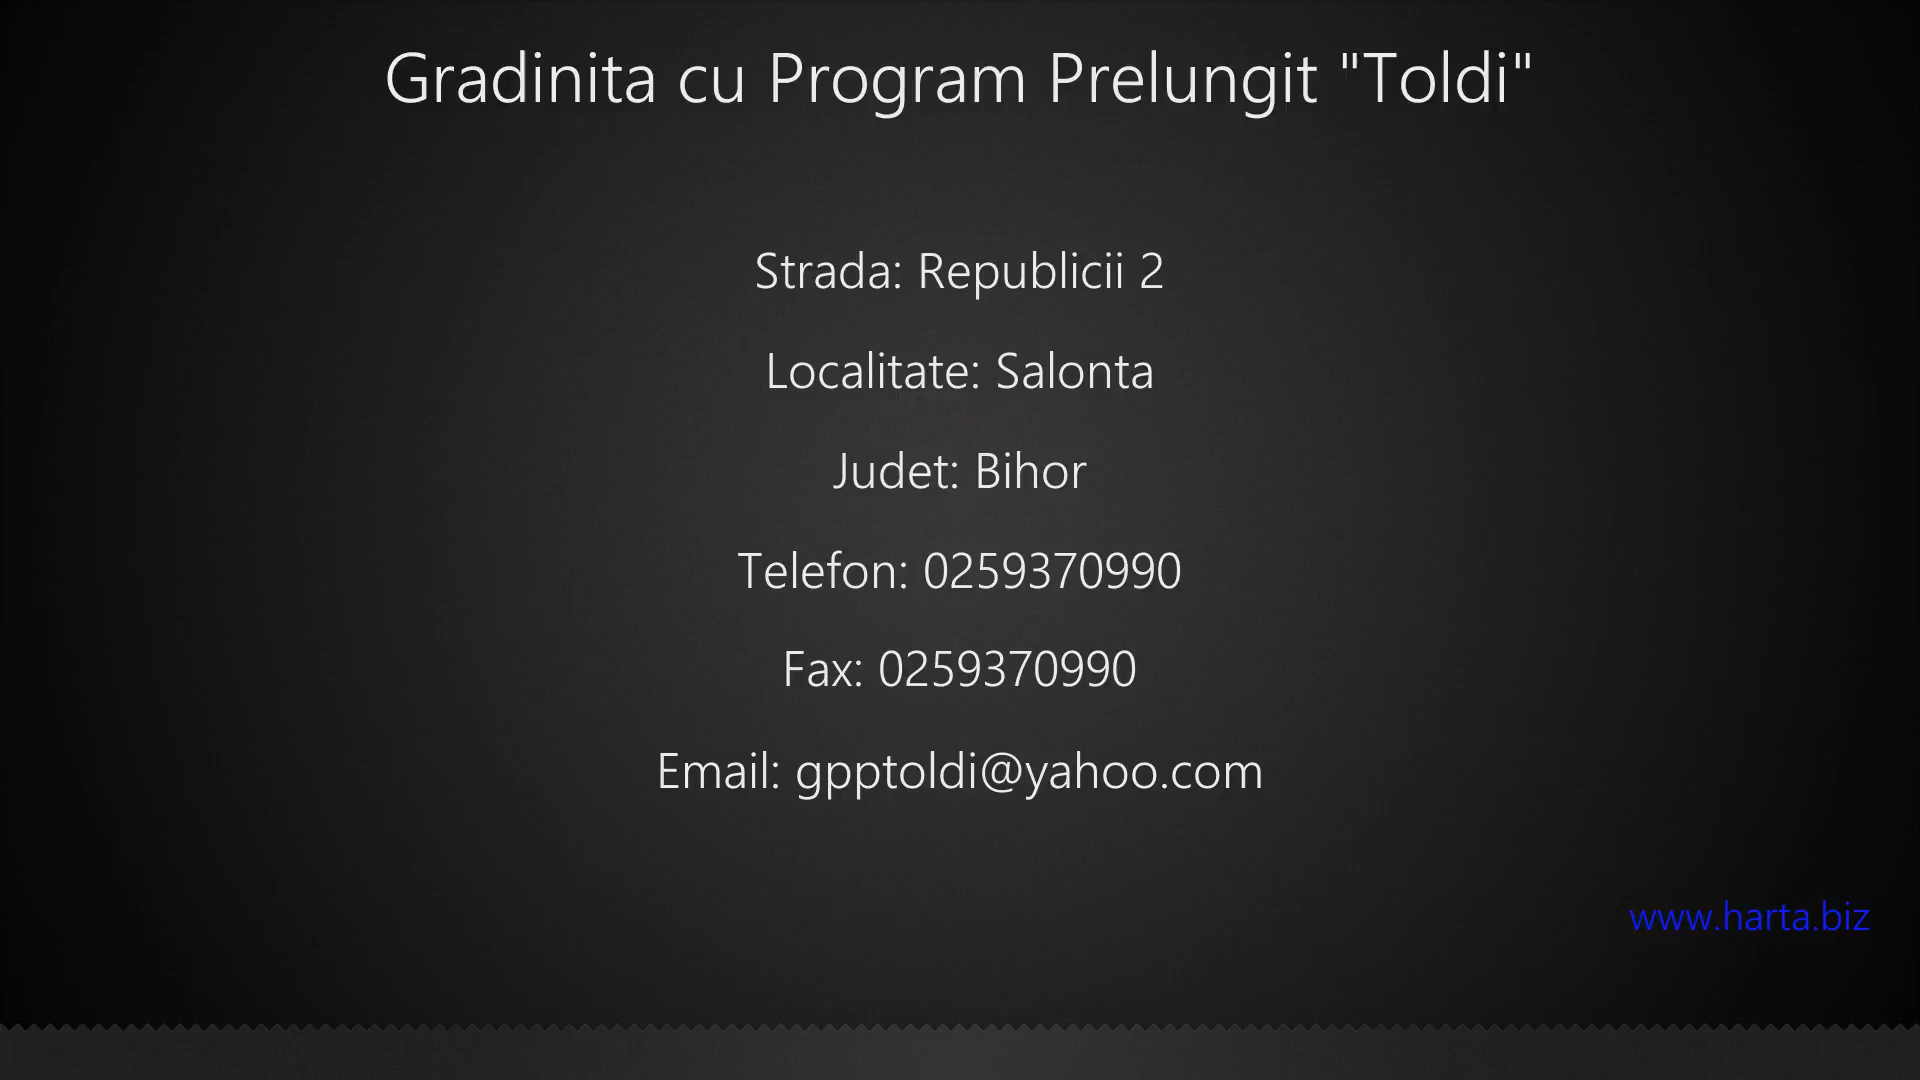 Gradinita cu Program Prelungit "Toldi"
Strada: Republicii 2
Localitate: Salonta
Judet: Bihor
Telefon: 0259370990
Fax: 0259370990
Email: gpptoldi@yahoo.com
www.harta.biz